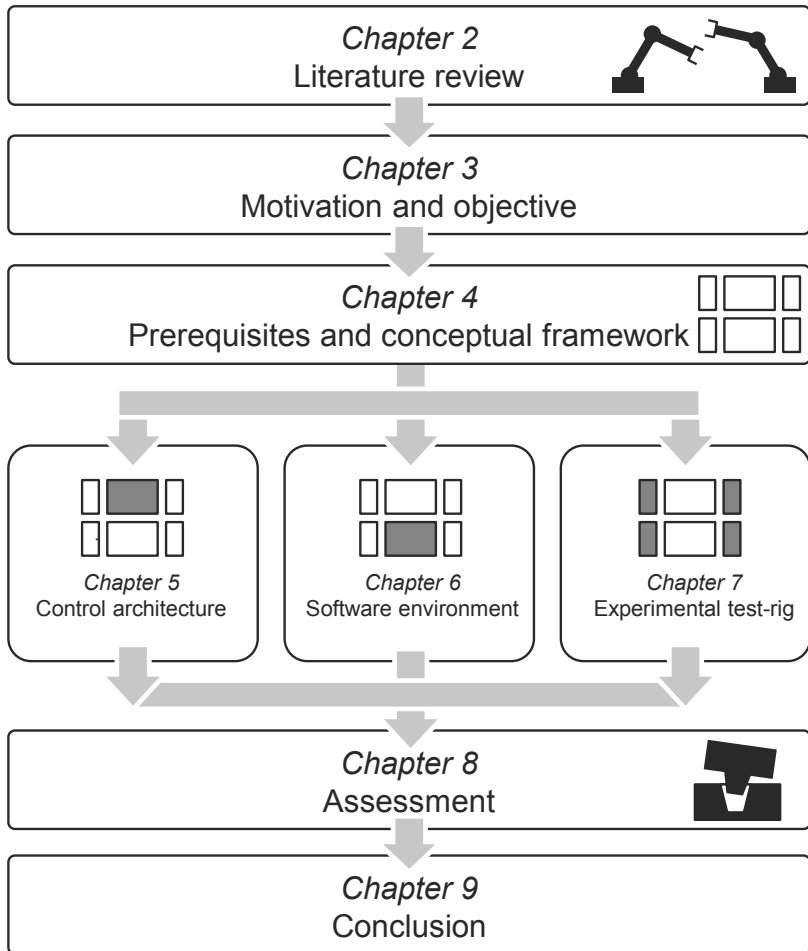 Chapter 2
Literature review
Chapter 3
Motivation and objective
Chapter 4
Prerequisites and conceptual framework
Chapter 5
Control architecture
Chapter 6
Software environment
Chapter 7
Experimental test-rig
Chapter 8
Assessment
Chapter 9
Conclusion